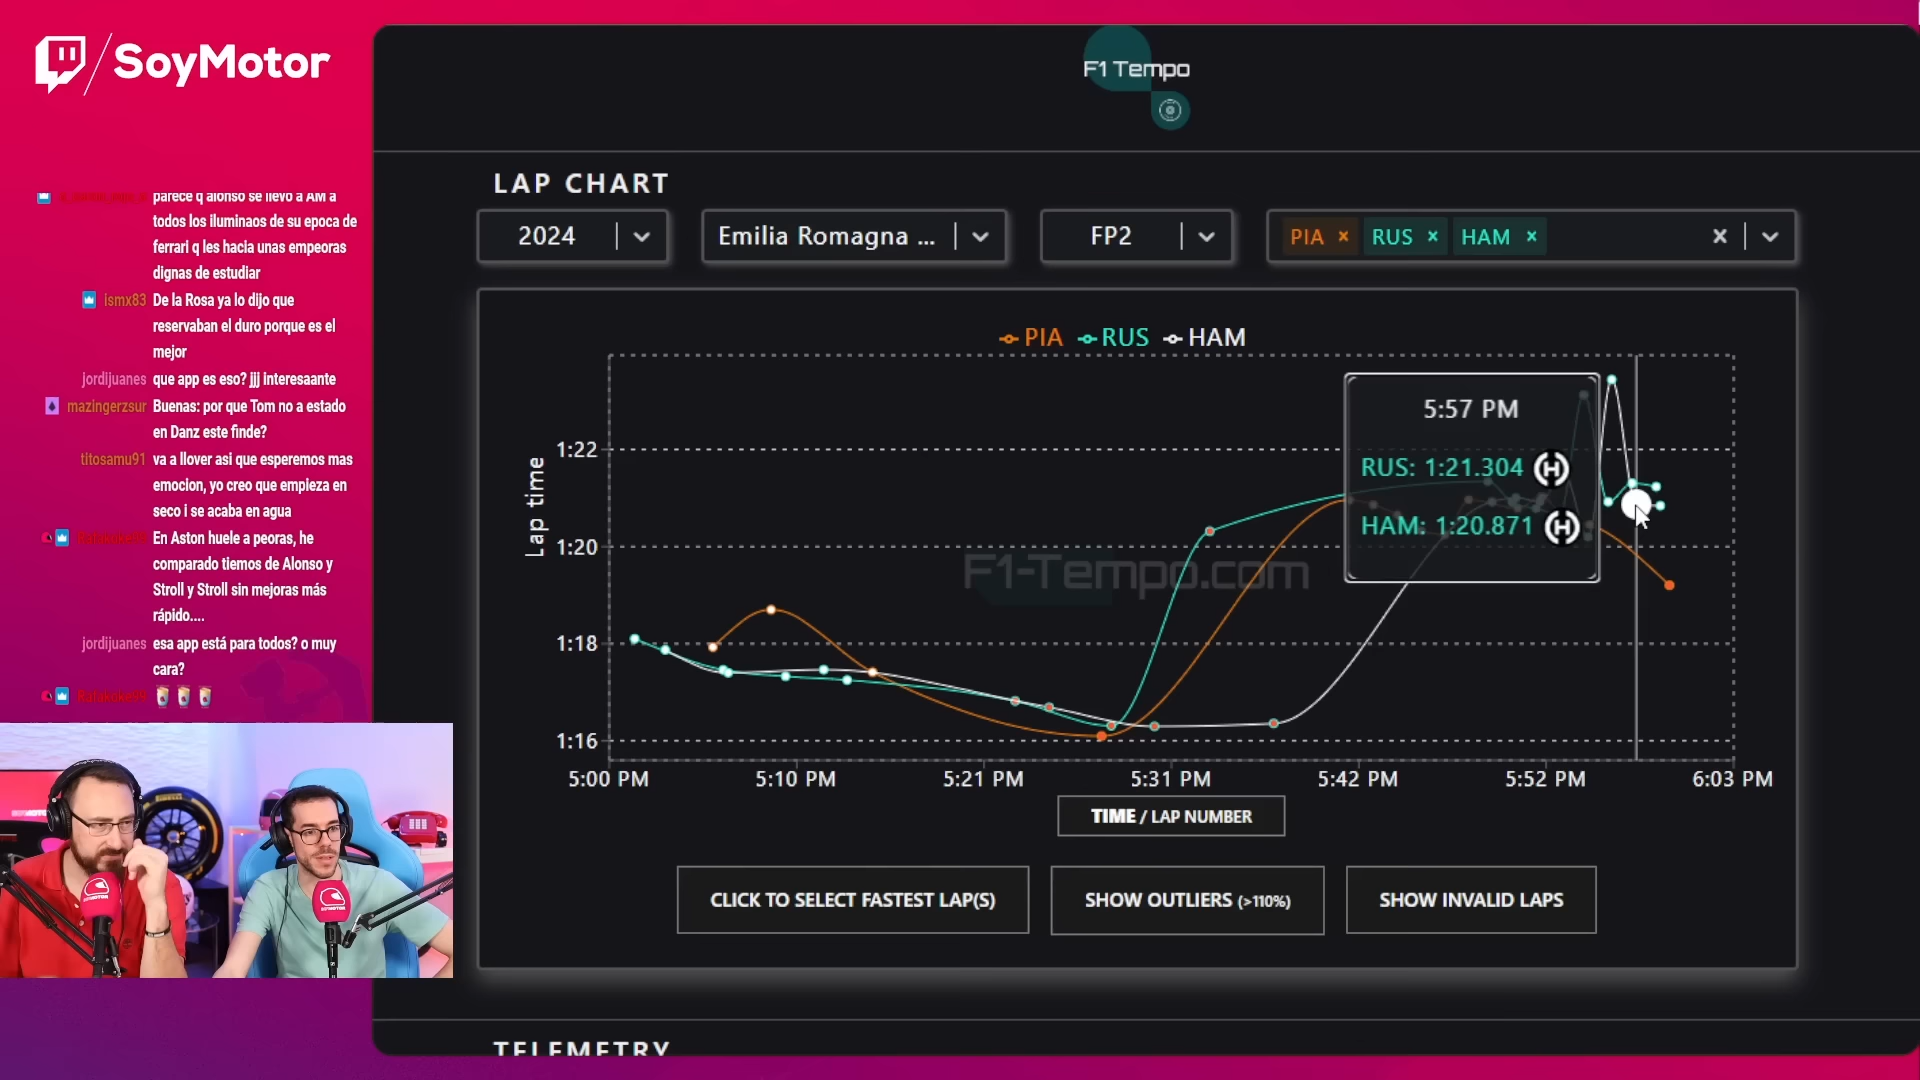 SoyMotor
parece q alonso se llevo a AM a
todos los iluminaos de su epoca de
ferrari q les hacia unas empeoras
dignas de estudiar
ismx83 De la Rosa ya lo dijo que
reservaban el duro porque es el
mejor
jordijuanes que app es eso? jjj interesaante
mazingerzsur Buenas: por que Tom no a estado
en Danz este finde?
titosamu91 va a llover asi que esperemos mas
emocion, yo creo que empieza en
seco i se acaba en agua
En Aston huele a peoras, he
comparado tiemos de Alonso y
Stroll y Stroll sin mejoras más
rápido....
jordijuanes esa app está para todos? o muy
cara?
F1 Tempo
LAP CHART
2024
Emilia Romagna ...
FP2
PIA × RUS × HAM ×
PIA RUS HAM
5:57 PM
RUS: 1:21.304 H
HAM: 1:20.871 H
Lap time
1:22
1:20
1:18
1:16
F1-Tempo.com
5:00 PM 5:10 PM 5:21 PM 5:31 PM 5:42 PM 5:52 PM 6:03 PM
TIME / LAP NUMBER
CLICK TO SELECT FASTEST LAP(S)
SHOW OUTLIERS (>110%)
SHOW INVALID LAPS
TELEMETRY